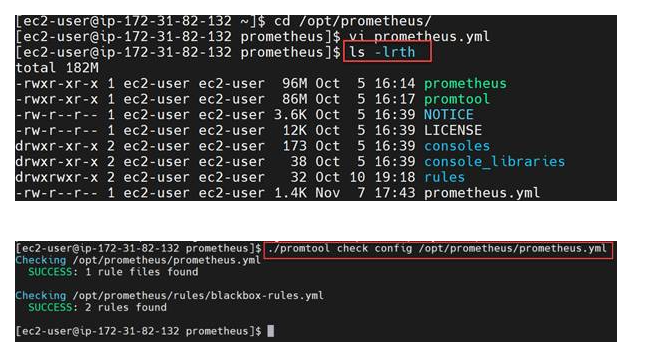 [ec2-user@ip-172-31-82-132 ~]$ cd /opt/prometheus/
[ec2-user@ip-172-31-82-132 prometheus]$ vi prometheus.yml
[ec2-user@ip-172-31-82-132 prometheus]$ ls -lrth
total 182M
-rwxr-xr-x 1 ec2-user ec2-user  96M Oct  5 16:14 prometheus
-rwxr-xr-x 1 ec2-user ec2-user  86M Oct  5 16:17 promtool
-rw-r--r-- 1 ec2-user ec2-user 3.6K Oct  5 16:39 NOTICE
-rw-r--r-- 1 ec2-user ec2-user  12K Oct  5 16:39 LICENSE
drwxr-xr-x 2 ec2-user ec2-user  173 Oct  5 16:39 consoles
drwxr-xr-x 2 ec2-user ec2-user   38 Oct  5 16:39 console_libraries
drwxrwxr-x 2 ec2-user ec2-user   32 Oct 10 19:18 rules
-rw-r--r-- 1 ec2-user ec2-user 1.4K Nov  7 17:43 prometheus.yml
[ec2-user@ip-172-31-82-132 prometheus]$ ./promtool check config /opt/prometheus/prometheus.yml
Checking /opt/prometheus/prometheus.yml
SUCCESS: 1 rule files found
Checking /opt/prometheus/rules/blackbox-rules.yml
SUCCESS: 2 rules found
[ec2-user@ip-172-31-82-132 prometheus]$